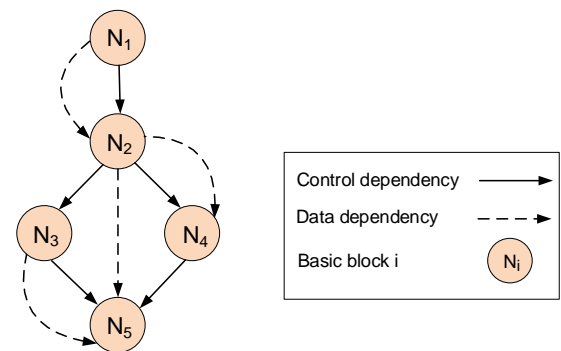 N1
N2
N3
N4
N5
Control dependency
Data dependency
Basic block i
Ni